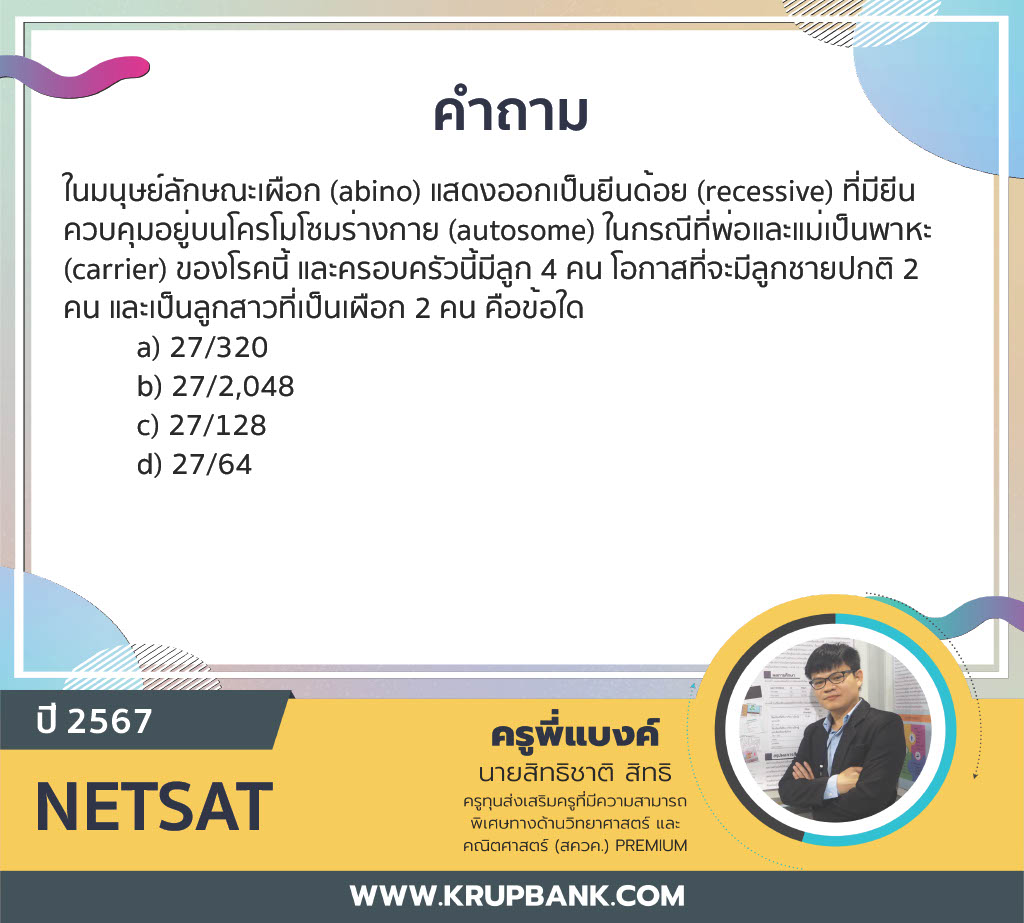 คำถาม
ในมนุษย์ลักษณะเผือก (abino) แสดงออกเป็นยีนด้อย (recessive) ที่มียีน
ควบคุมอยู่บนโครโมโซมร่างกาย (autosome) ในกรณีที่พ่อและแม่เป็นพาหะ
(carrier) ของโรคนี้ และครอบครัวนี้มีลูก 4 คน โอกาสที่จะมีลูกชายปกติ 2
คน และเป็นลูกสาวที่เป็นเผือก 2 คน คือข้อใด
a) 27/320
b) 27/2,048
c) 27/128
d) 27/64
ปี 2567
NETSAT
ครูพี่แบงค์
นายสิทธิชาติ สิทธิ
ครูทุนส่งเสริมครูที่มีความสามารถ
พิเศษทางด้านวิทยาศาสตร์ และ
คณิตศาสตร์ (สควค.) PREMIUM
WWW.KRUPBANK.COM